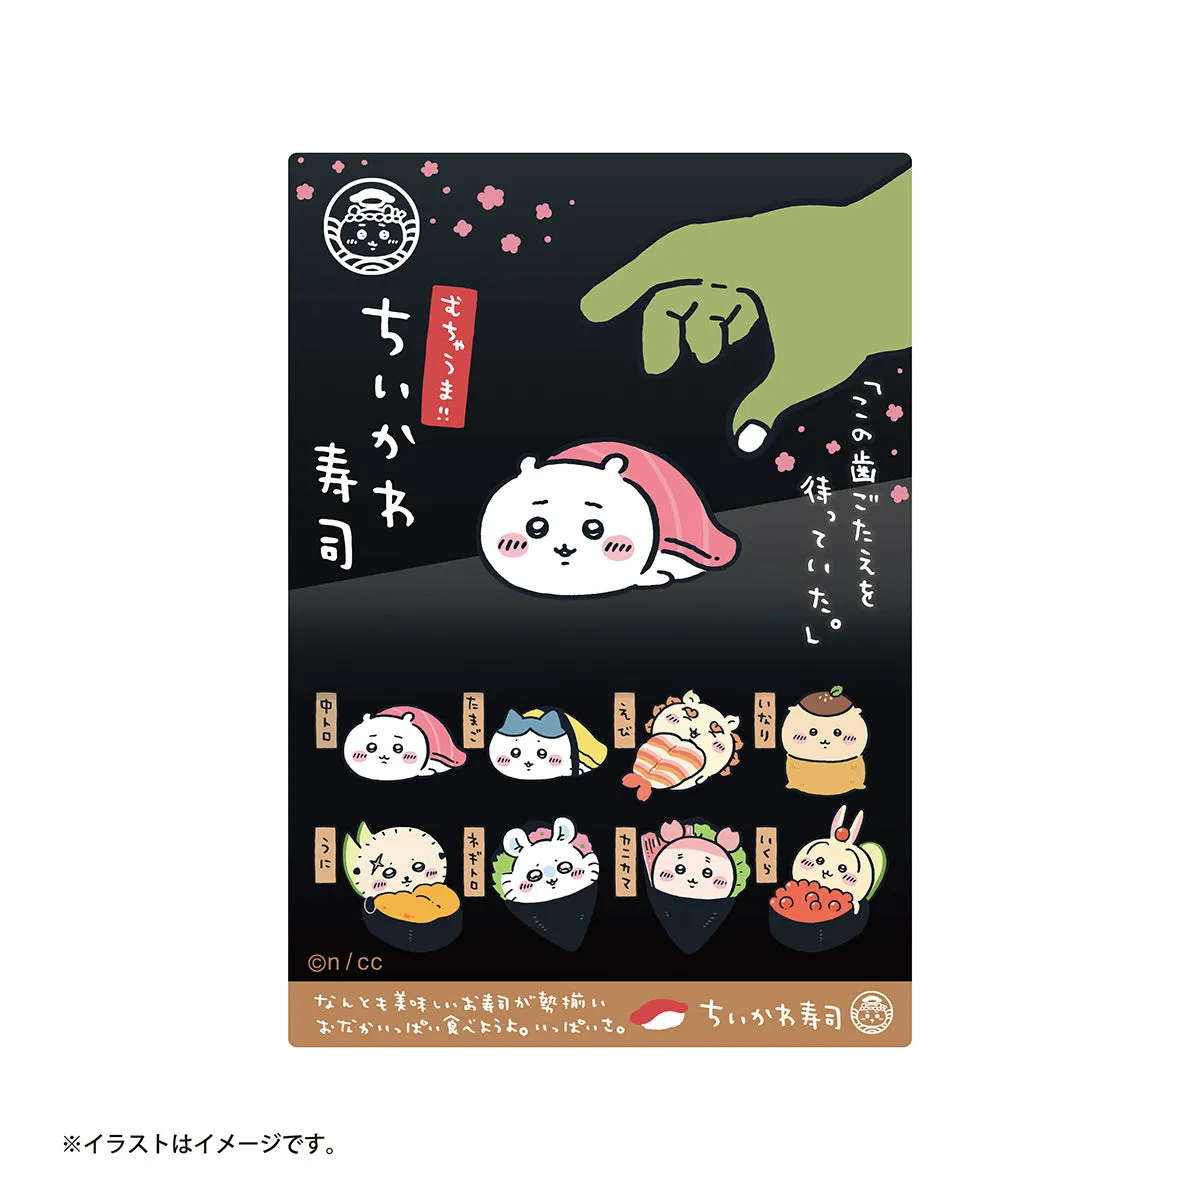 むちゃうま!!
ちいかわ
寿司
「この歯ごたえを
待っていた。」
中トロ
たまご
えび
いなり
うに
ネギトロ
カニカマ
いくら
©n / cc
なんとも美味しいお寿司が勢揃い
おなかいっぱい食べようよ。いっぱいさ。
ちいかわ寿司
※イラストはイメージです。